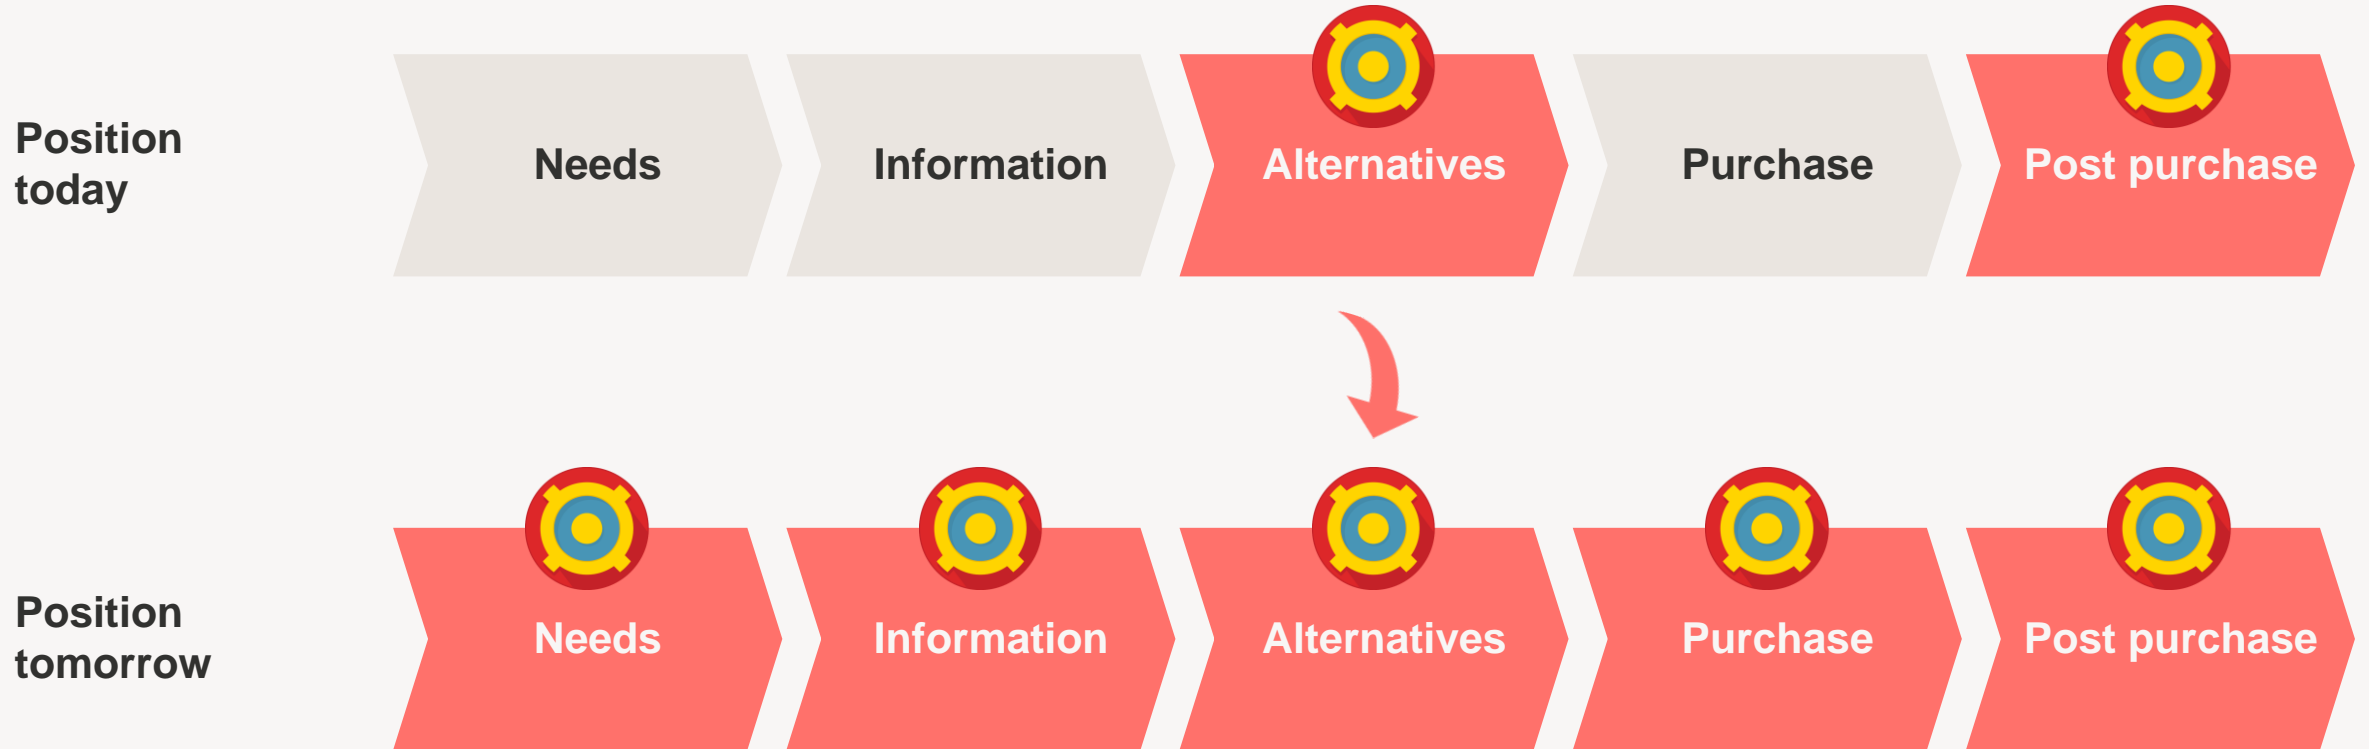 Position
today
Needs
Information
Alternatives
Purchase
Post purchase
Position
tomorrow
Needs
Information
Alternatives
Purchase
Post purchase